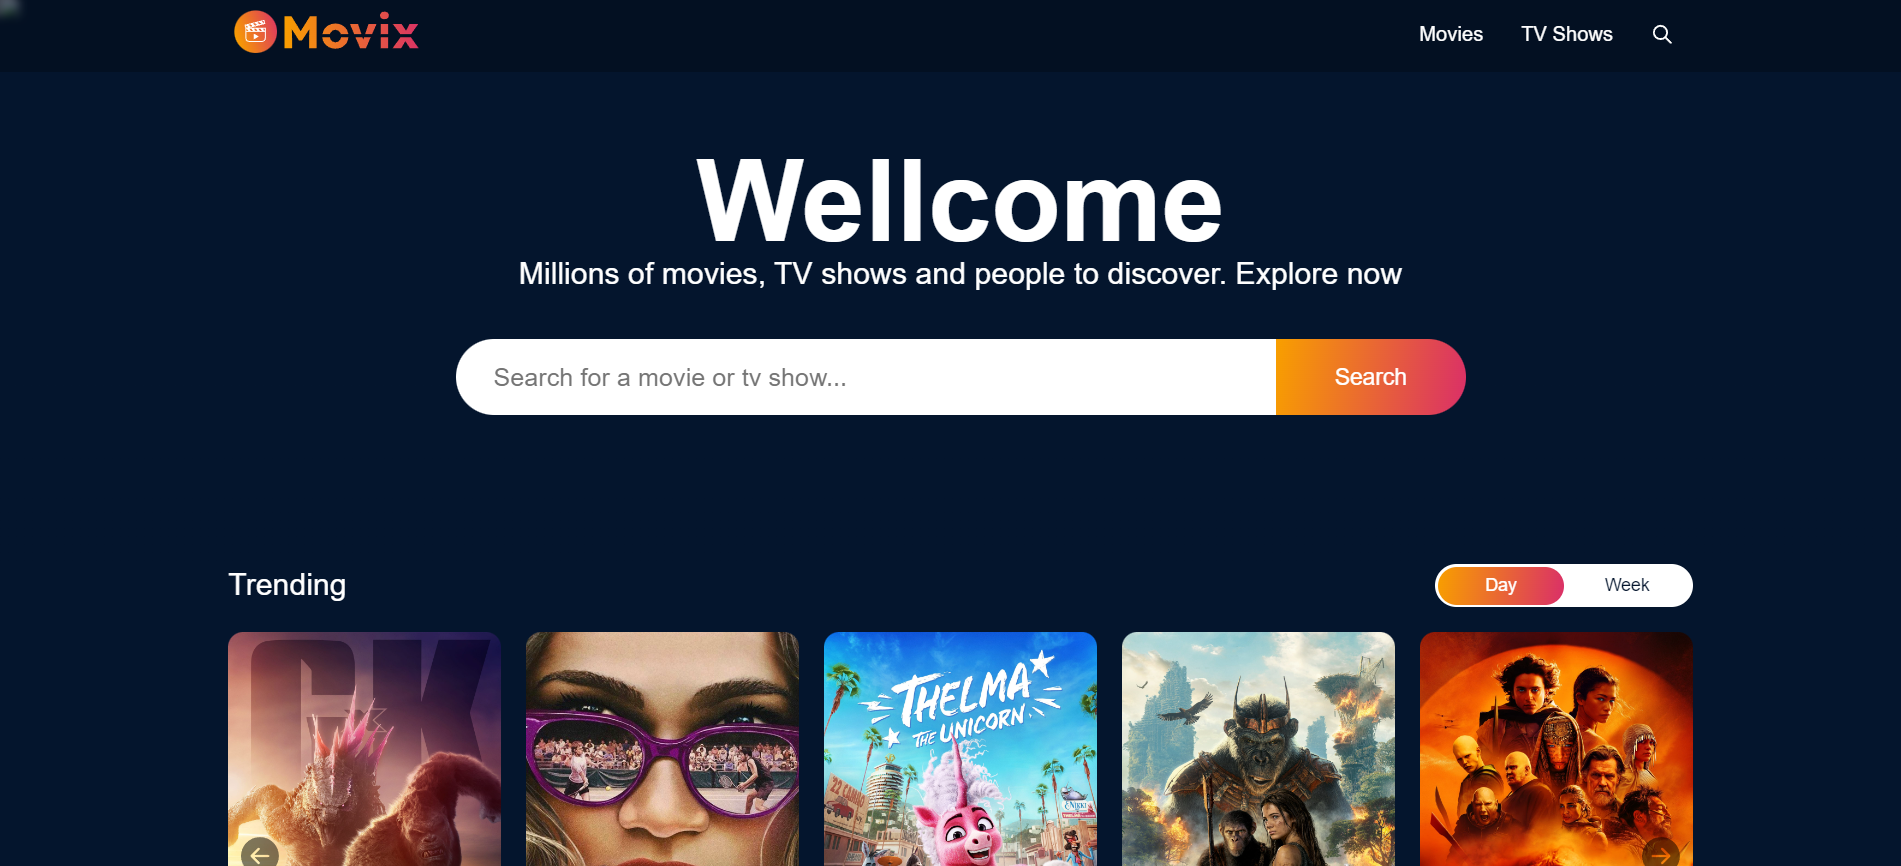 Movix
Movies
TV Shows
Wellcome
Millions of movies, TV shows and people to discover. Explore now
Search for a movie or tv show...
Search
Trending
Day
Week
GK
THELMA
THE UNICORN